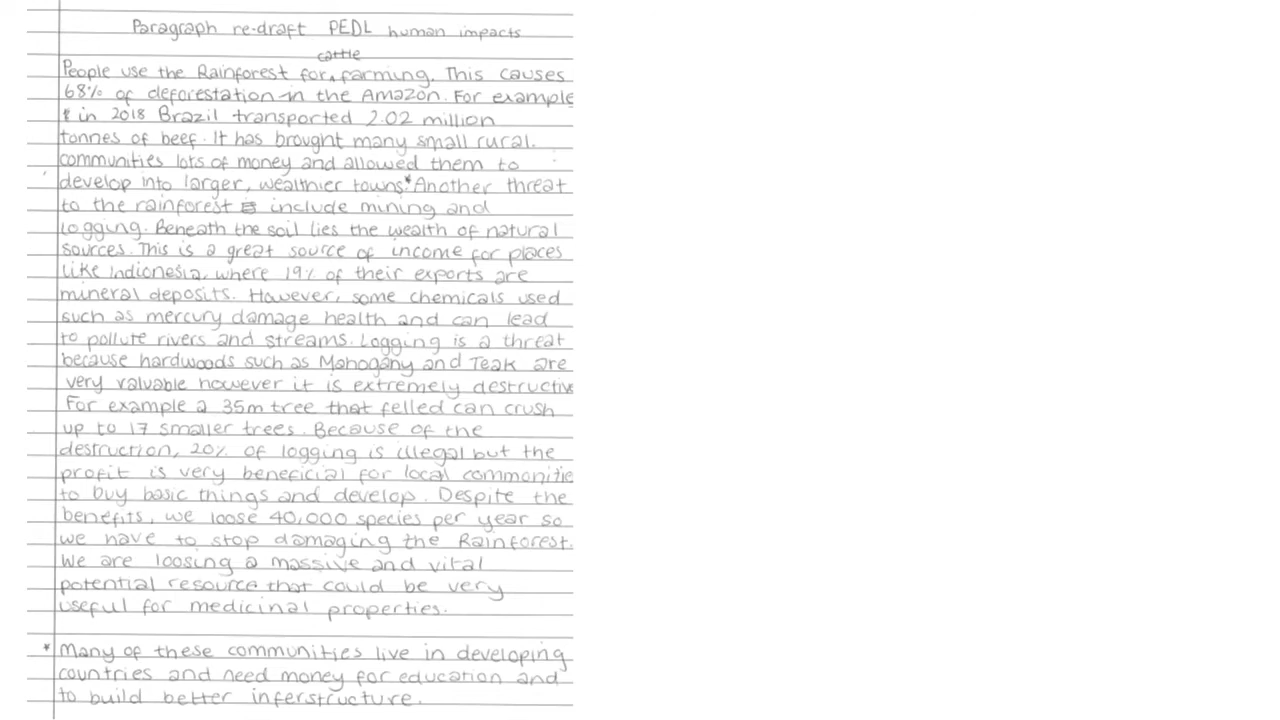 Paragraph re-draft PEDL human impacts
cattle
People use the Rainforest for farming. This causes
68% of deforestation in the Amazon. For example
* in 2018 Brazil transported 2.02 million
tonnes of beef. It has brought many small rural
communities lots of money and allowed them to
develop into larger, wealthier towns.* Another threat
to the rainforest include mining and
logging. Beneath the soil lies the wealth of natural
sources. This is a great source of income for places
like Indionesia, where 19% of their exports are
mineral deposits. However, some chemicals used
such as mercury damage health and can lead
to pollute rivers and streams. Logging is a threat
because hardwoods such as Mahogany and Teak are
very valuable however it is extremely destructive
For example a 35m tree that felled can crush
up to 17 smaller trees. Because of the
destruction, 20% of logging is illegal but the
profit is very beneficial for local commonitie
to buy basic things and develop. Despite the
benefits, we loose 40,000 species per year so
we have to stop damaging the Rainforest.
We are loosing a massive and vital
potential resource that could be very
useful for medicinal properties.
* Many of these communities live in developing
countries and need money for education and
to build better inferstructure.